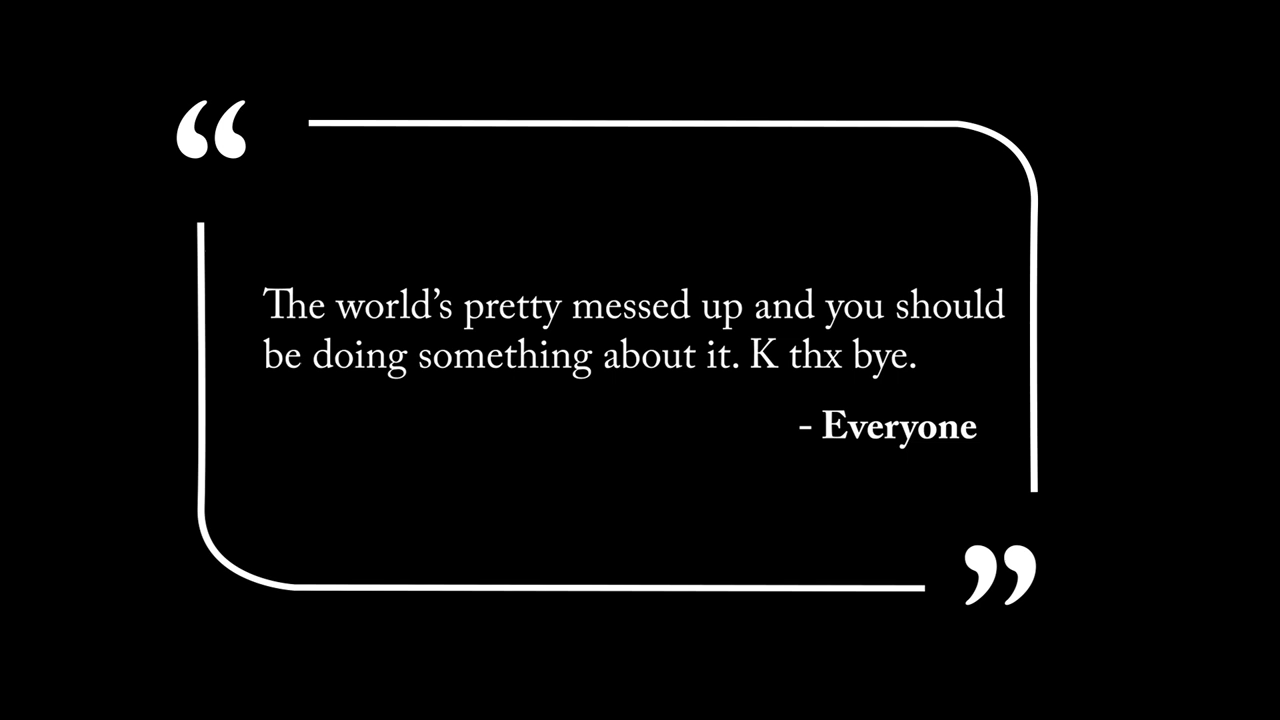 “
The world’s pretty messed up and you should
be doing something about it. K thx bye.
- Everyone
”